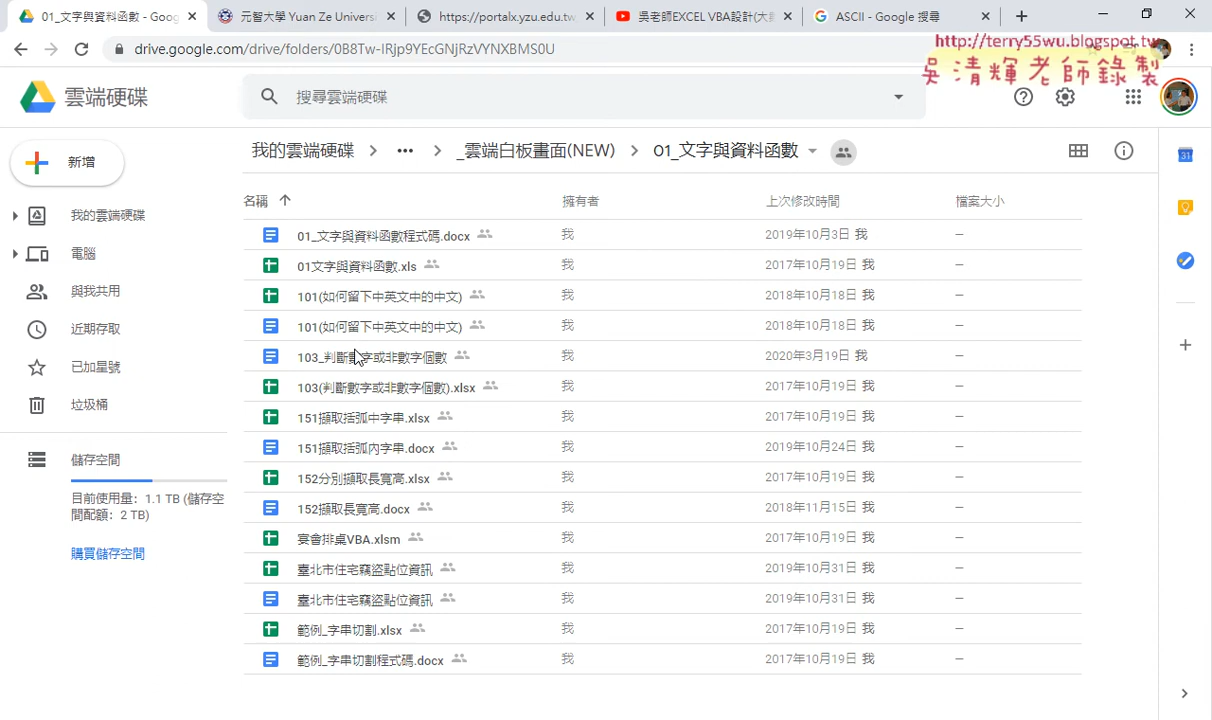 01_文字與資料函數 - Goog
元智大學 Yuan Ze Universi
https://portalx.yzu.edu.tw
吳老師EXCEL VBA設計(大數
ASCII - Google 搜尋
drive.google.com/drive/folders/0B8Tw-lRjp9YEcGNjRzVYNXBMS0U
http://terry55wu.blogspot.tw
吳清輝老師錄製
雲端硬碟
搜尋雲端硬碟
新增
我的雲端硬碟
電腦
與我共用
近期存取
已加星號
垃圾桶
儲存空間
目前使用量：1.1 TB (儲存空
間配額：2 TB)
購買儲存空間
我的雲端硬碟 > ••• > _雲端白板畫面(NEW) > 01_文字與資料函數
名稱 擁有者 上次修改時間 檔案大小
01_文字與資料函數程式碼.docx 我 2019年10月3日 我 –
01文字與資料函數.xls 我 2017年10月19日 我 –
101(如何留下中英文中的中文) 我 2018年10月18日 我 –
101(如何留下中英文中的中文) 我 2018年10月18日 我 –
103_判斷數字或非數字個數 我 2020年3月19日 我 –
103(判斷數字或非數字個數).xlsx 我 2017年10月19日 我 –
151擷取括弧中字串.xlsx 我 2017年10月19日 我 –
151擷取括弧內字串.docx 我 2019年10月24日 我 –
152分別擷取長寬高.xlsx 我 2017年10月19日 我 –
152擷取長寬高.docx 我 2018年11月15日 我 –
宴會排桌VBA.xlsm 我 2017年10月19日 我 –
臺北市住宅竊盜點位資訊 我 2019年10月31日 我 –
臺北市住宅竊盜點位資訊 我 2019年10月31日 我 –
範例_字串切割.xlsx 我 2017年10月19日 我 –
範例_字串切割程式碼.docx 我 2017年10月19日 我 –
31